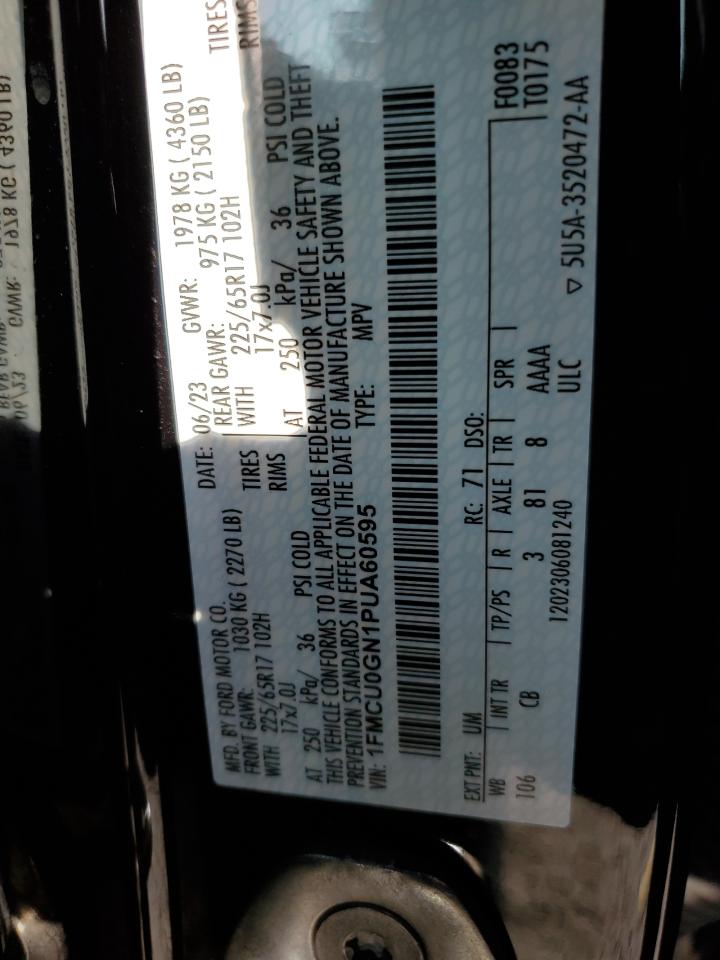 MFD. BY FORD MOTOR CO.
DATE: 06/23 GVWR: 1978 KG ( 4360 LB)
FRONT GAWR: 1030 KG ( 2270 LB) REAR GAWR: 975 KG ( 2150 LB)
WITH 225/65R17 102H TIRES WITH 225/65R17 102H TIRES
17x7.0J RIMS 17x7.0J RIMS
AT 250 kPa/ 36 PSI COLD AT 250 kPa/ 36 PSI COLD
THIS VEHICLE CONFORMS TO ALL APPLICABLE FEDERAL MOTOR VEHICLE SAFETY AND THEFT
PREVENTION STANDARDS IN EFFECT ON THE DATE OF MANUFACTURE SHOWN ABOVE.
VIN: 1FMCU0GN1PUA60595 TYPE: MPV
EXT PNT: UM RC: 71 DSO: F0083
WB INT TR TP/PS R AXLE TR SPR T0175
106 CB 3 81 8 AAAA
1202306081240 ULC
▽ 5U5A-3520472-AA